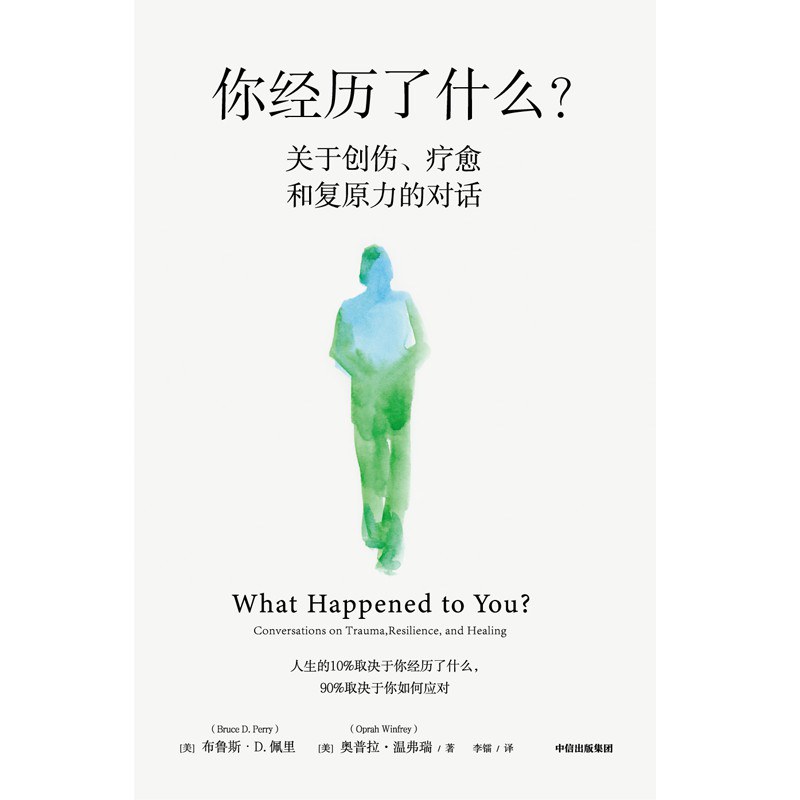 你经历了什么?
关于创伤、疗愈
和复原力的对话
What Happened to You?
Conversations on Trauma,Resilience, and Healing
人生的10%取决于你经历了什么,
90%取决于你如何应对
(Bruce D. Perry) (Oprah Winfrey)
[美] 布鲁斯·D. 佩里 [美] 奥普拉·温弗瑞 / 著 李镭 / 译 中信出版集团